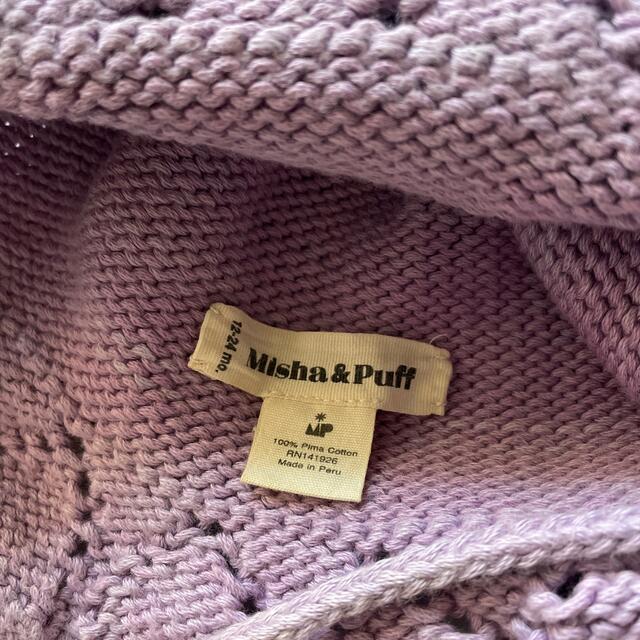 12-24 mo.
Misha & Puff
MP
100% Pima Cotton
RN141926
Made in Peru